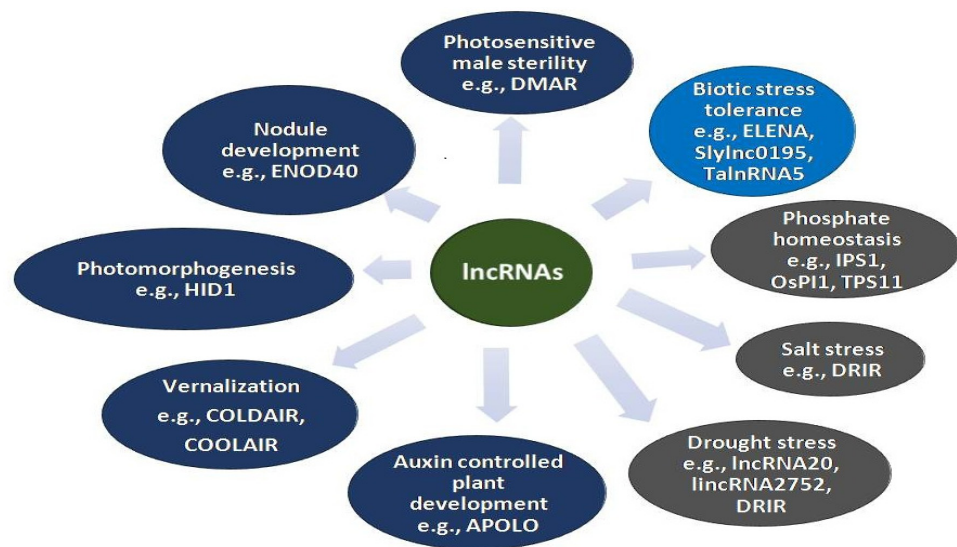 Photosensitive
male sterility
e.g., DMAR
Biotic stress
tolerance
e.g., ELENA,
Slylnc0195,
TalnRNA5
Nodule
development
e.g., ENOD40
Phosphate
homeostasis
e.g., IPS1,
OsPI1, TPS11
lncRNAs
Photomorphogenesis
e.g., HID1
Salt stress
e.g., DRIR
Vernalization
e.g., COLDAIR,
COOLAIR
Auxin controlled
plant
development
e.g., APOLO
Drought stress
e.g., lncRNA20,
lincRNA2752,
DRIR